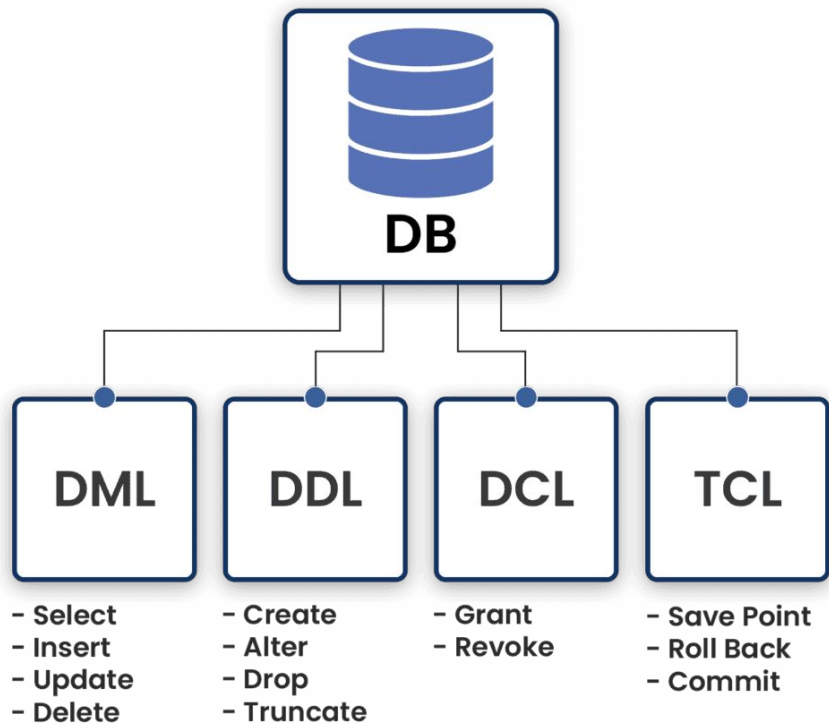 DB
DML
- Select
- Insert
- Update
- Delete
DDL
- Create
- Alter
- Drop
- Truncate
DCL
- Grant
- Revoke
TCL
- Save Point
- Roll Back
- Commit